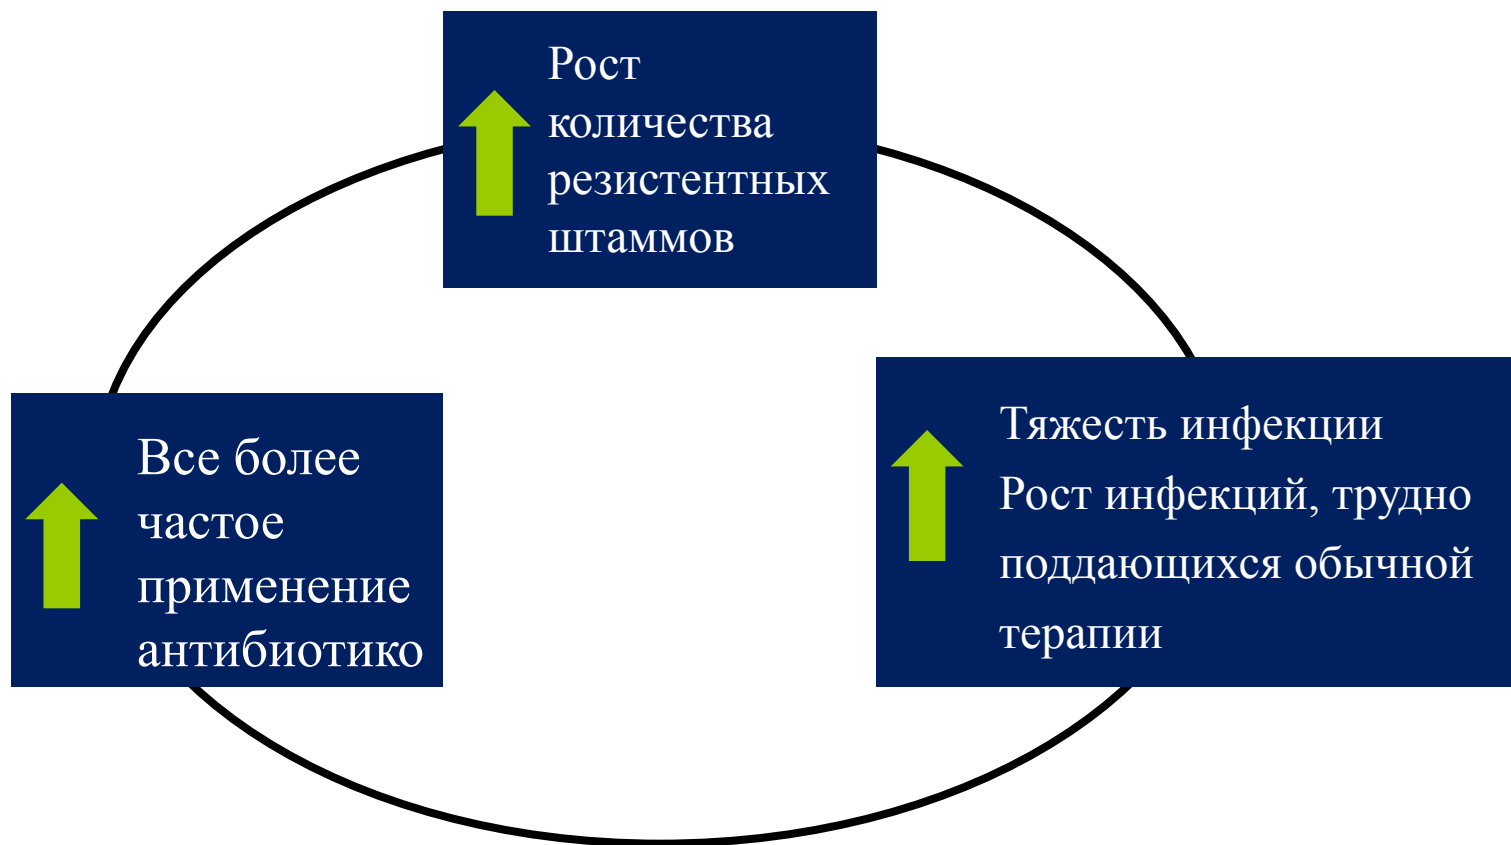 Рост
количества
резистентных
штаммов
Все более
частое
применение
антибиотико
Тяжесть инфекции
Рост инфекций, трудно
поддающихся обычной
терапии